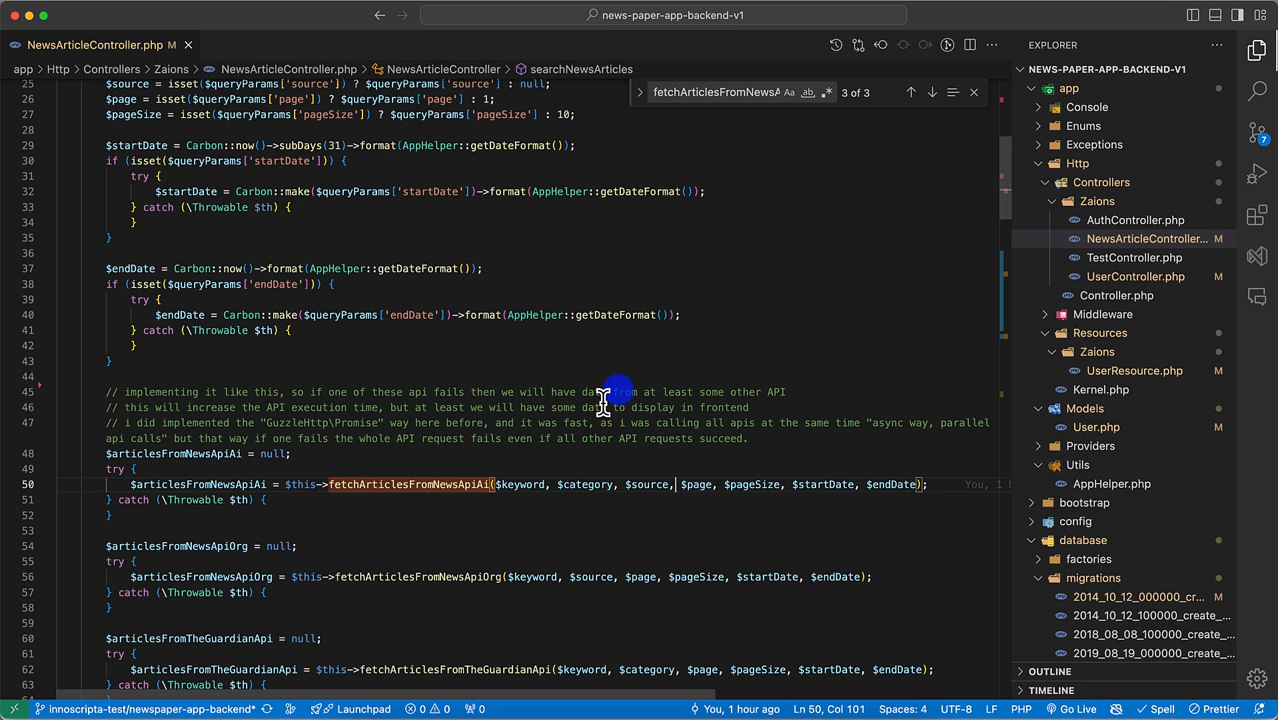 news-paper-app-backend-v1
NewsArticleController.php M
app > Http > Controllers > Zaions > NewsArticleController.php > NewsArticleController > searchNewsArticles
fetchArticlesFromNewsA Aa ab 3 of 3
25 $source = isset($queryParams['source']) ? $queryParams['source'] : null;
26 $page = isset($queryParams['page']) ? $queryParams['page'] : 1;
27 $pageSize = isset($queryParams['pageSize']) ? $queryParams['pageSize'] : 10;
28
29 $startDate = Carbon::now()->subDays(31)->format(AppHelper::getDateFormat());
30 if (isset($queryParams['startDate'])) {
31 try {
32 $startDate = Carbon::make($queryParams['startDate'])->format(AppHelper::getDateFormat());
33 } catch (\Throwable $th) {
34 }
35 }
36
37 $endDate = Carbon::now()->format(AppHelper::getDateFormat());
38 if (isset($queryParams['endDate'])) {
39 try {
40 $endDate = Carbon::make($queryParams['endDate'])->format(AppHelper::getDateFormat());
41 } catch (\Throwable $th) {
42 }
43 }
44
45 // implementing it like this, so if one of these api fails then we will have data from at least some other API
46 // this will increase the API execution time, but at least we will have some data to display in frontend
47 // i did implemented the "GuzzleHttp\Promise" way here before, and it was fast, as i was calling all apis at the same time "async way, parallel
api calls" but that way if one fails the whole API request fails even if all other API requests succeed.
48 $articlesFromNewsApiAi = null;
49 try {
50 $articlesFromNewsApiAi = $this->fetchArticlesFromNewsApiAi($keyword, $category, $source, $page, $pageSize, $startDate, $endDate); You, 1 h
51 } catch (\Throwable $th) {
52 }
53
54 $articlesFromNewsApiOrg = null;
55 try {
56 $articlesFromNewsApiOrg = $this->fetchArticlesFromNewsApiOrg($keyword, $source, $page, $pageSize, $startDate, $endDate);
57 } catch (\Throwable $th) {
58 }
59
60 $articlesFromTheGuardianApi = null;
61 try {
62 $articlesFromTheGuardianApi = $this->fetchArticlesFromTheGuardianApi($keyword, $category, $page, $pageSize, $startDate, $endDate);
63 } catch (\Throwable $th) {
EXPLORER
NEWS-PAPER-APP-BACKEND-V1
app
Console
Enums
Exceptions
Http
Controllers
Zaions
AuthController.php
NewsArticleController... M
TestController.php
UserController.php M
Controller.php
Middleware
Resources
Zaions
UserResource.php
Kernel.php
Models
User.php
Providers
Utils
AppHelper.php
bootstrap
config
database
factories
migrations
2014_10_12_000000_cr... M
2014_10_12_100000_create_...
2018_08_08_100000_create_...
2019_08_19_000000_create_...
OUTLINE
TIMELINE
7
innoscripta-test/newspaper-app-backend* Launchpad 0 0 0 You, 1 hour ago Ln 50, Col 101 Spaces: 4 UTF-8 LF PHP Go Live Spell Prettier